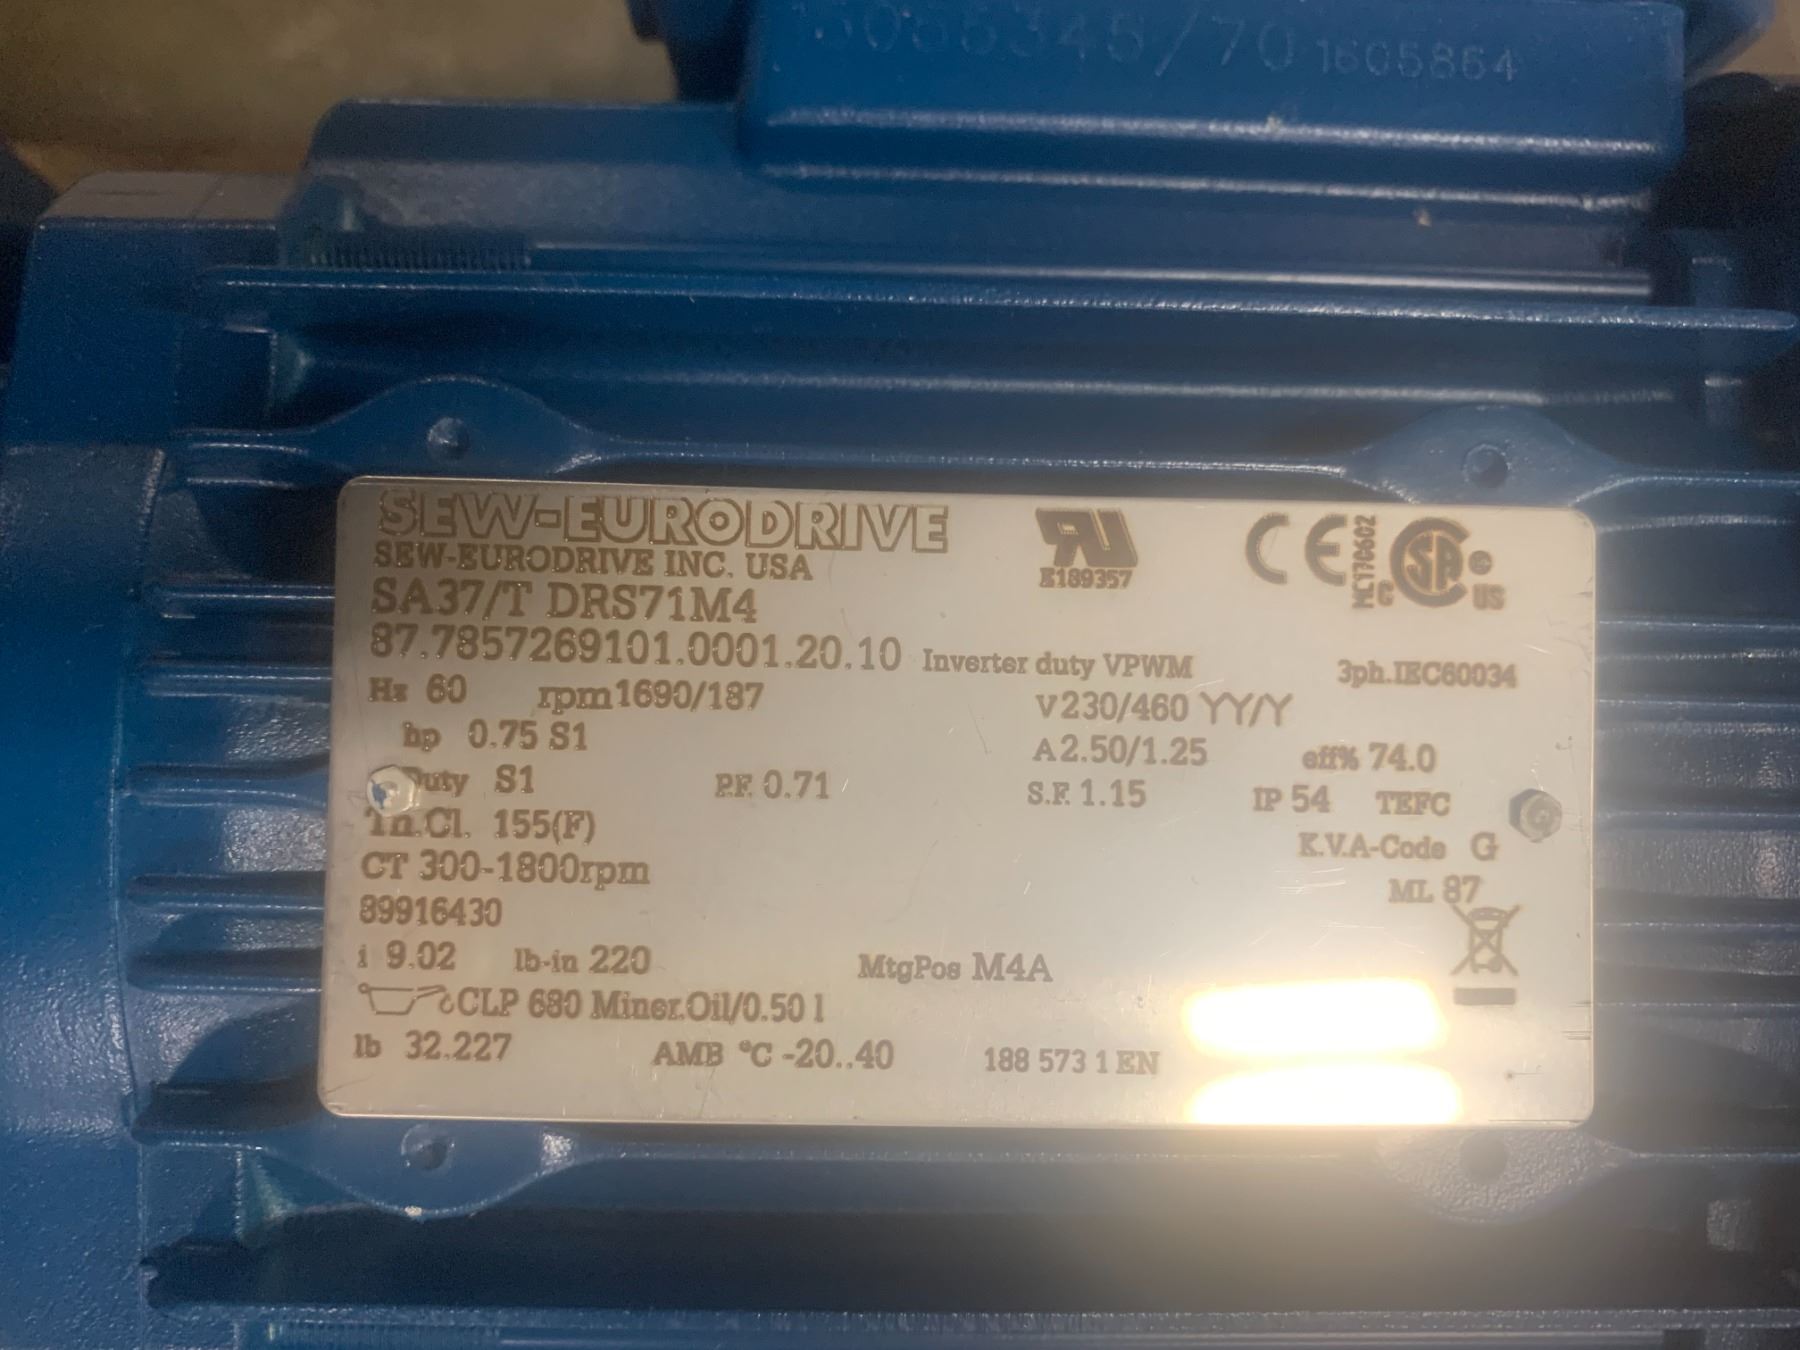 1605864
SEW-EURODRIVE
SEW-EURODRIVE INC. USA
SA37/T DRS71M4
87.7857269101.0001.20.10 Inverter duty VPWM 3ph.IEC60034
E189357
CE
MC170602
C SA US
Hz 60 rpm 1690/187 V 230/460 YY/Y
hp 0.75 S1 A 2.50/1.25 eff% 74.0
Duty S1 P.F. 0.71 S.F. 1.15 IP 54 TEFC
Th.Cl. 155(F) K.V.A-Code G
CT 300-1800rpm ML 87
89916430
i 9.02 lb-in 220 MtgPos M4A
CLP 680 Miner.Oil/0.50 l
lb 32.227 AMB °C -20..40 188 573 1 EN